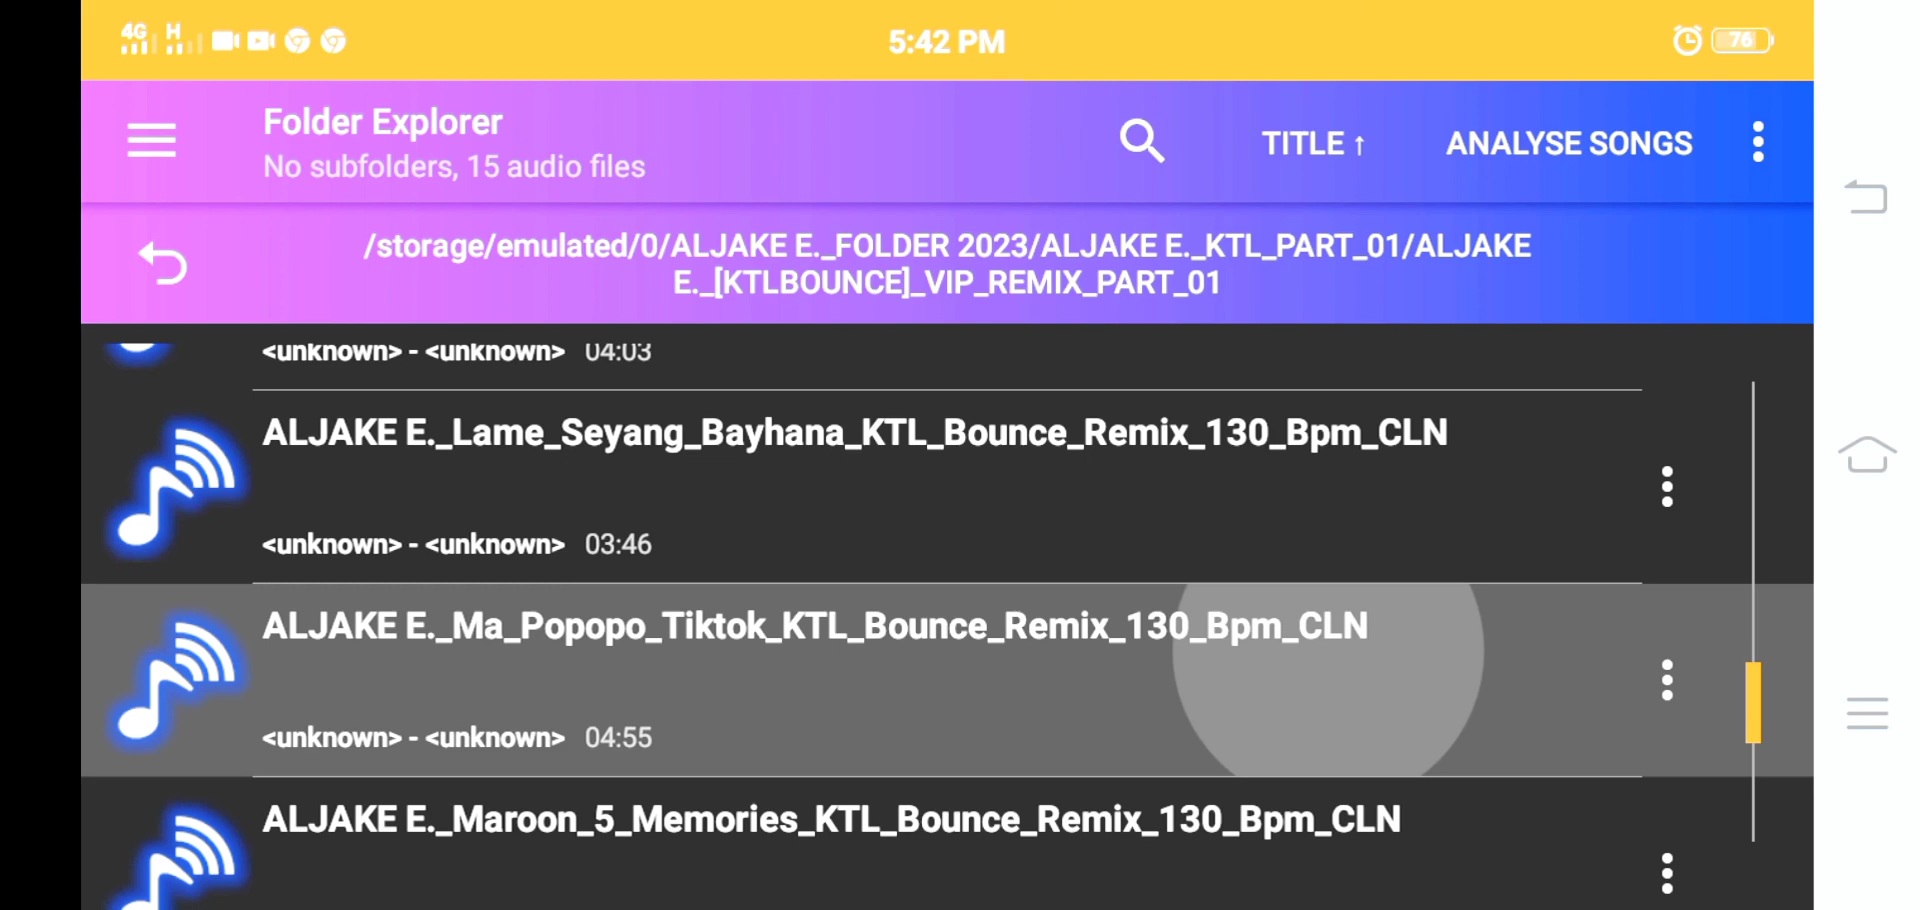 4G H 5:42 PM 76
Folder Explorer
No subfolders, 15 audio files
TITLE ↑ ANALYSE SONGS
/storage/emulated/0/ALJAKE E._FOLDER 2023/ALJAKE E._KTL_PART_01/ALJAKE
E._[KTLBOUNCE]_VIP_REMIX_PART_01
<unknown> - <unknown> 04:03
ALJAKE E._Lame_Seyang_Bayhana_KTL_Bounce_Remix_130_Bpm_CLN
<unknown> - <unknown> 03:46
ALJAKE E._Ma_Popopo_Tiktok_KTL_Bounce_Remix_130_Bpm_CLN
<unknown> - <unknown> 04:55
ALJAKE E._Maroon_5_Memories_KTL_Bounce_Remix_130_Bpm_CLN